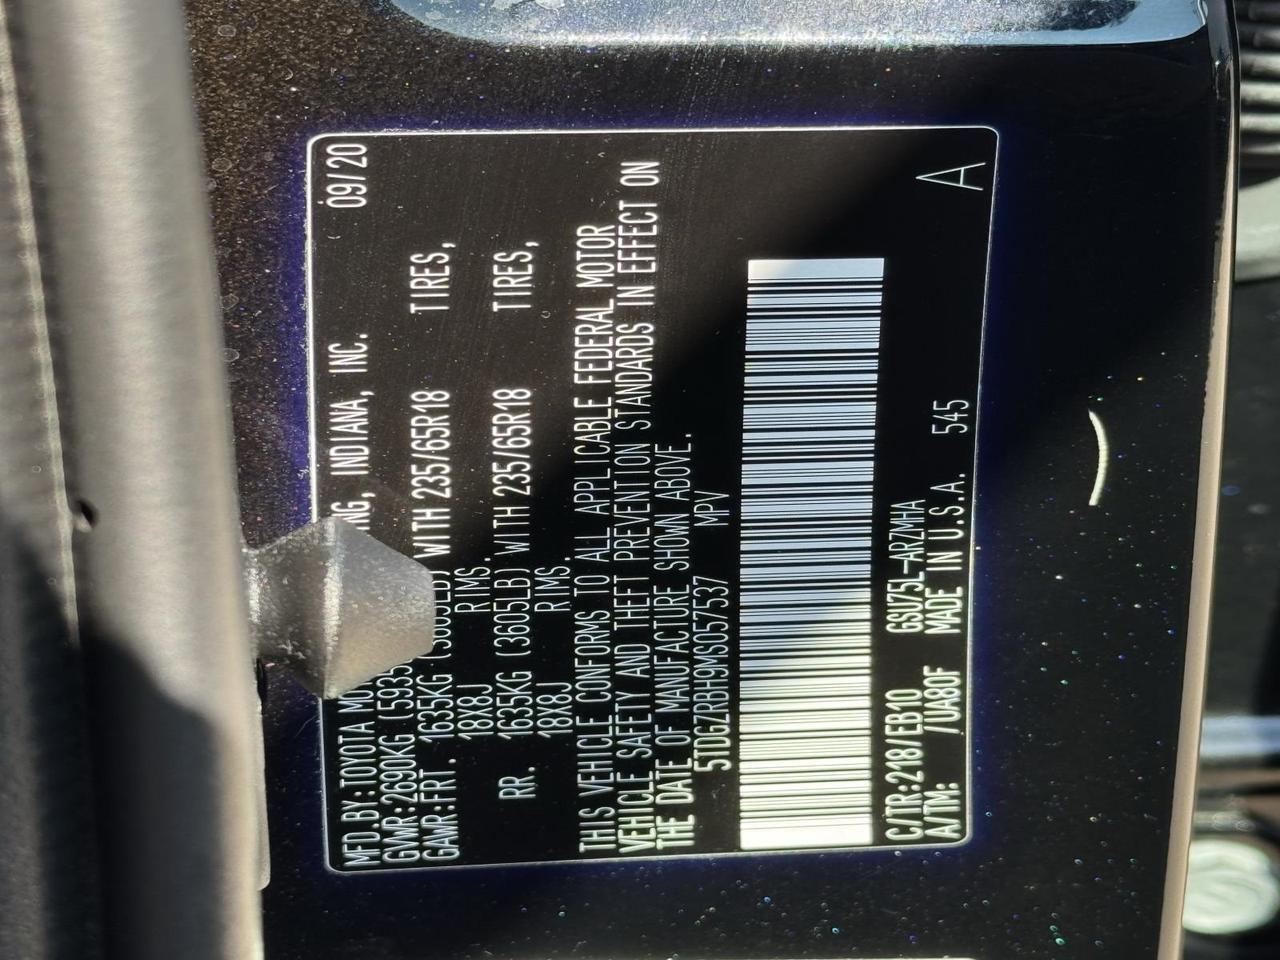 MFD.BY:TOYOTA ING, INDIANA, INC. 09/20
GVWR:2690KG
GAWR:FRT. 1635KG WITH 235/65R18 TIRES,
18X8J RIMS.
RR. 1635KG (3605LB) WITH 235/65R18 TIRES,
18X8J RIMS.
THIS VEHICLE CONFORMS TO ALL APPLICABLE FEDERAL MOTOR
VEHICLE SAFETY AND THEFT PREVENTION STANDARDS IN EFFECT ON
THE DATE OF MANUFACTURE SHOWN ABOVE.
5TDGZRBH9MS057537 MPV
C/TR:218/EB10 GSU75L-ARZMHA
A/TM: /UA80F MADE IN U.S.A. 545 A